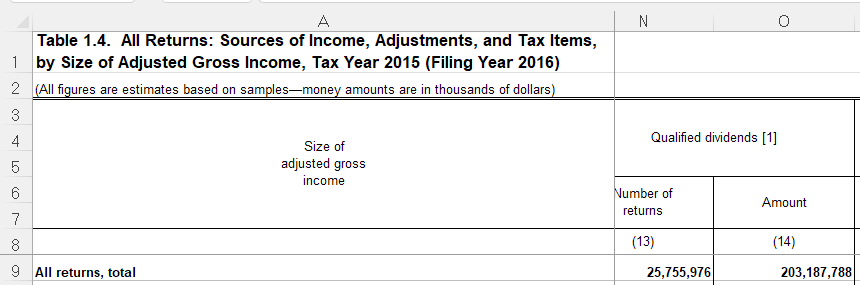 A N O
1 Table 1.4. All Returns: Sources of Income, Adjustments, and Tax Items,
by Size of Adjusted Gross Income, Tax Year 2015 (Filing Year 2016)
2 (All figures are estimates based on samples—money amounts are in thousands of dollars)
3
4 Size of
adjusted gross
income
Qualified dividends [1]
5
6 Number of
returns
Amount
7
8 (13) (14)
9 All returns, total 25,755,976 203,187,788